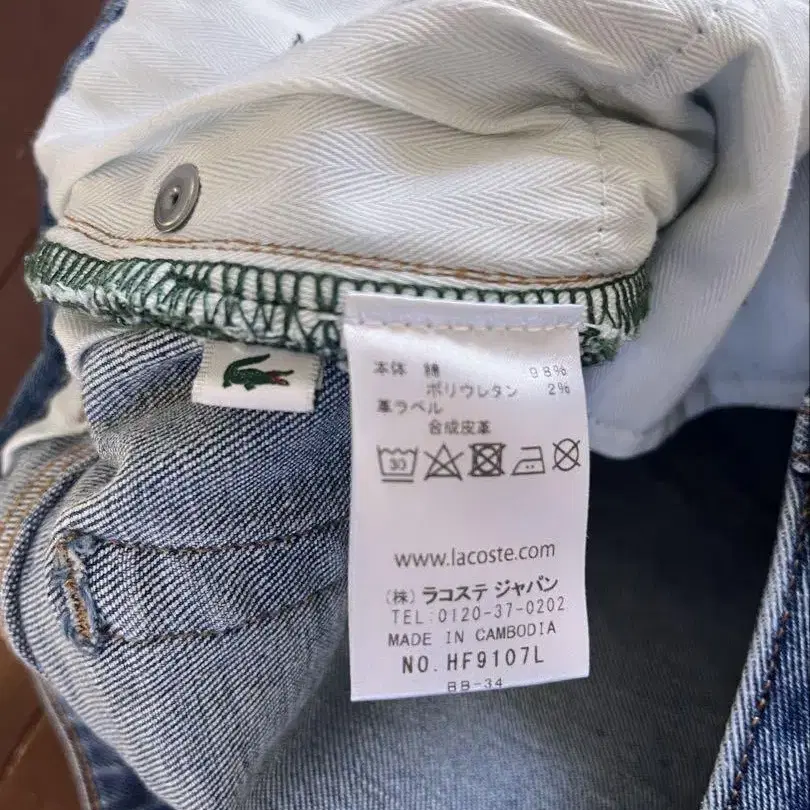 本体 綿 98%
ポリウレタン 2%
革ラベル
合成皮革
30
www.lacoste.com
(株) ラコステ ジャパン
TEL:0120-37-0202
MADE IN CAMBODIA
NO. HF9107L
BB-34